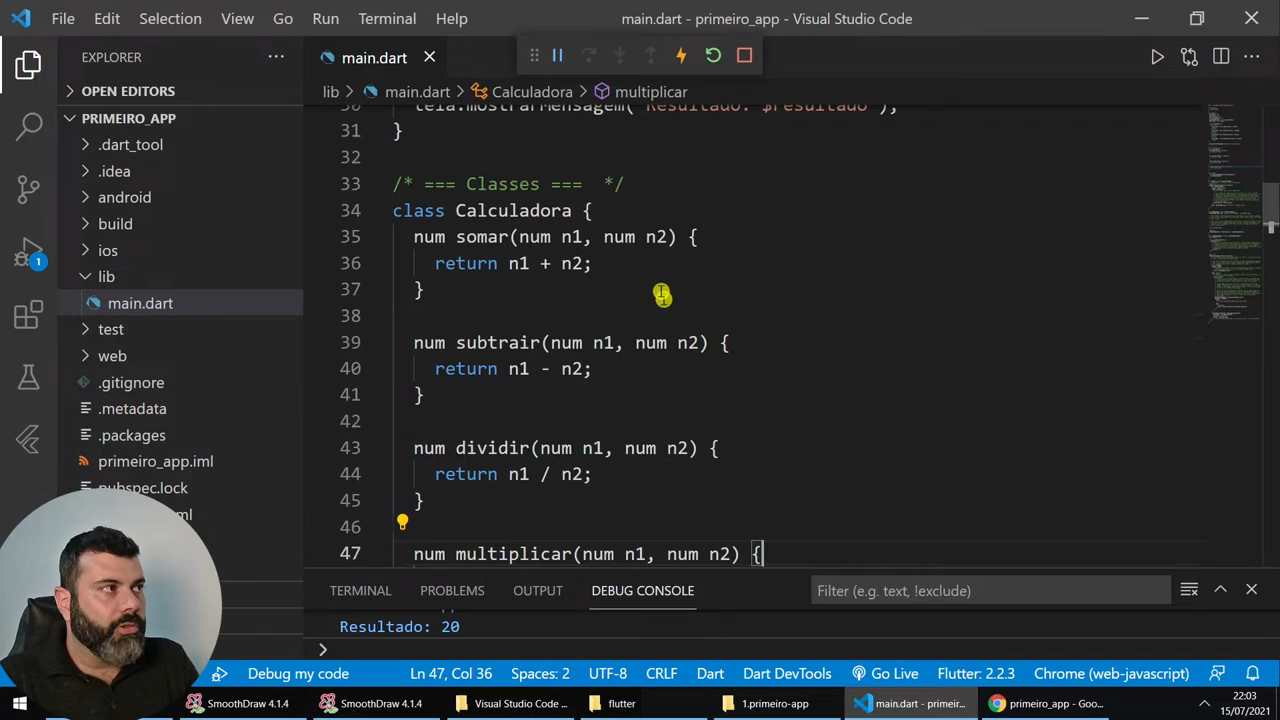 File Edit Selection View Go Run Terminal Help main.dart - primeiro_app - Visual Studio Code
EXPLORER
OPEN EDITORS
PRIMEIRO_APP
.dart_tool
.idea
android
build
ios
lib
main.dart
test
web
.gitignore
.metadata
.packages
primeiro_app.iml
pubspec.lock
1
main.dart
lib main.dart Calculadora multiplicar
30 tela.mostrarMensagem("Resultado: $resultado");
31 }
32
33 /* === Classes ===  */
34 class Calculadora {
35 num somar(num n1, num n2) {
36 return n1 + n2;
37 }
38
39 num subtrair(num n1, num n2) {
40 return n1 - n2;
41 }
42
43 num dividir(num n1, num n2) {
44 return n1 / n2;
45 }
46
47 num multiplicar(num n1, num n2) {
TERMINAL PROBLEMS OUTPUT DEBUG CONSOLE Filter (e.g. text, !exclude)
Resultado: 20
Debug my code Ln 47, Col 36 Spaces: 2 UTF-8 CRLF Dart Dart DevTools Go Live Flutter: 2.2.3 Chrome (web-javascript)
SmoothDraw 4.1.4 SmoothDraw 4.1.4 Visual Studio Code ... flutter 1.primeiro-app main.dart - primeir... primeiro_app - Goo...
22:03
15/07/2021